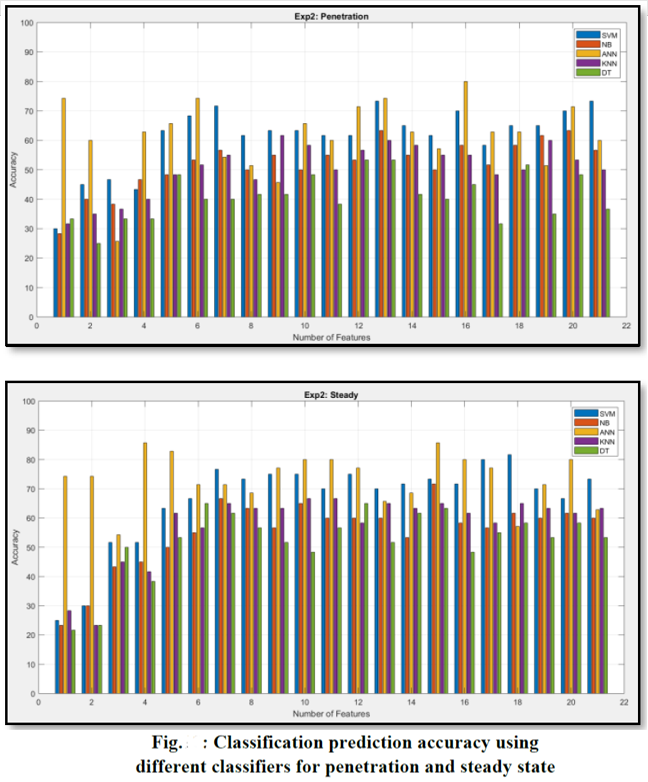 Exp2: Penetration
100
90
80
70
60
50
40
30
20
10
0
Accuracy
SVM
NB
ANN
KNN
DT
0 2 4 6 8 10 12 14 16 18 20 22
Number of Features
Exp2: Steady
100
90
80
70
60
50
40
30
20
10
0
Accuracy
SVM
NB
ANN
KNN
DT
0 2 4 6 8 10 12 14 16 18 20 22
Number of Features
Fig. : Classification prediction accuracy using
different classifiers for penetration and steady state